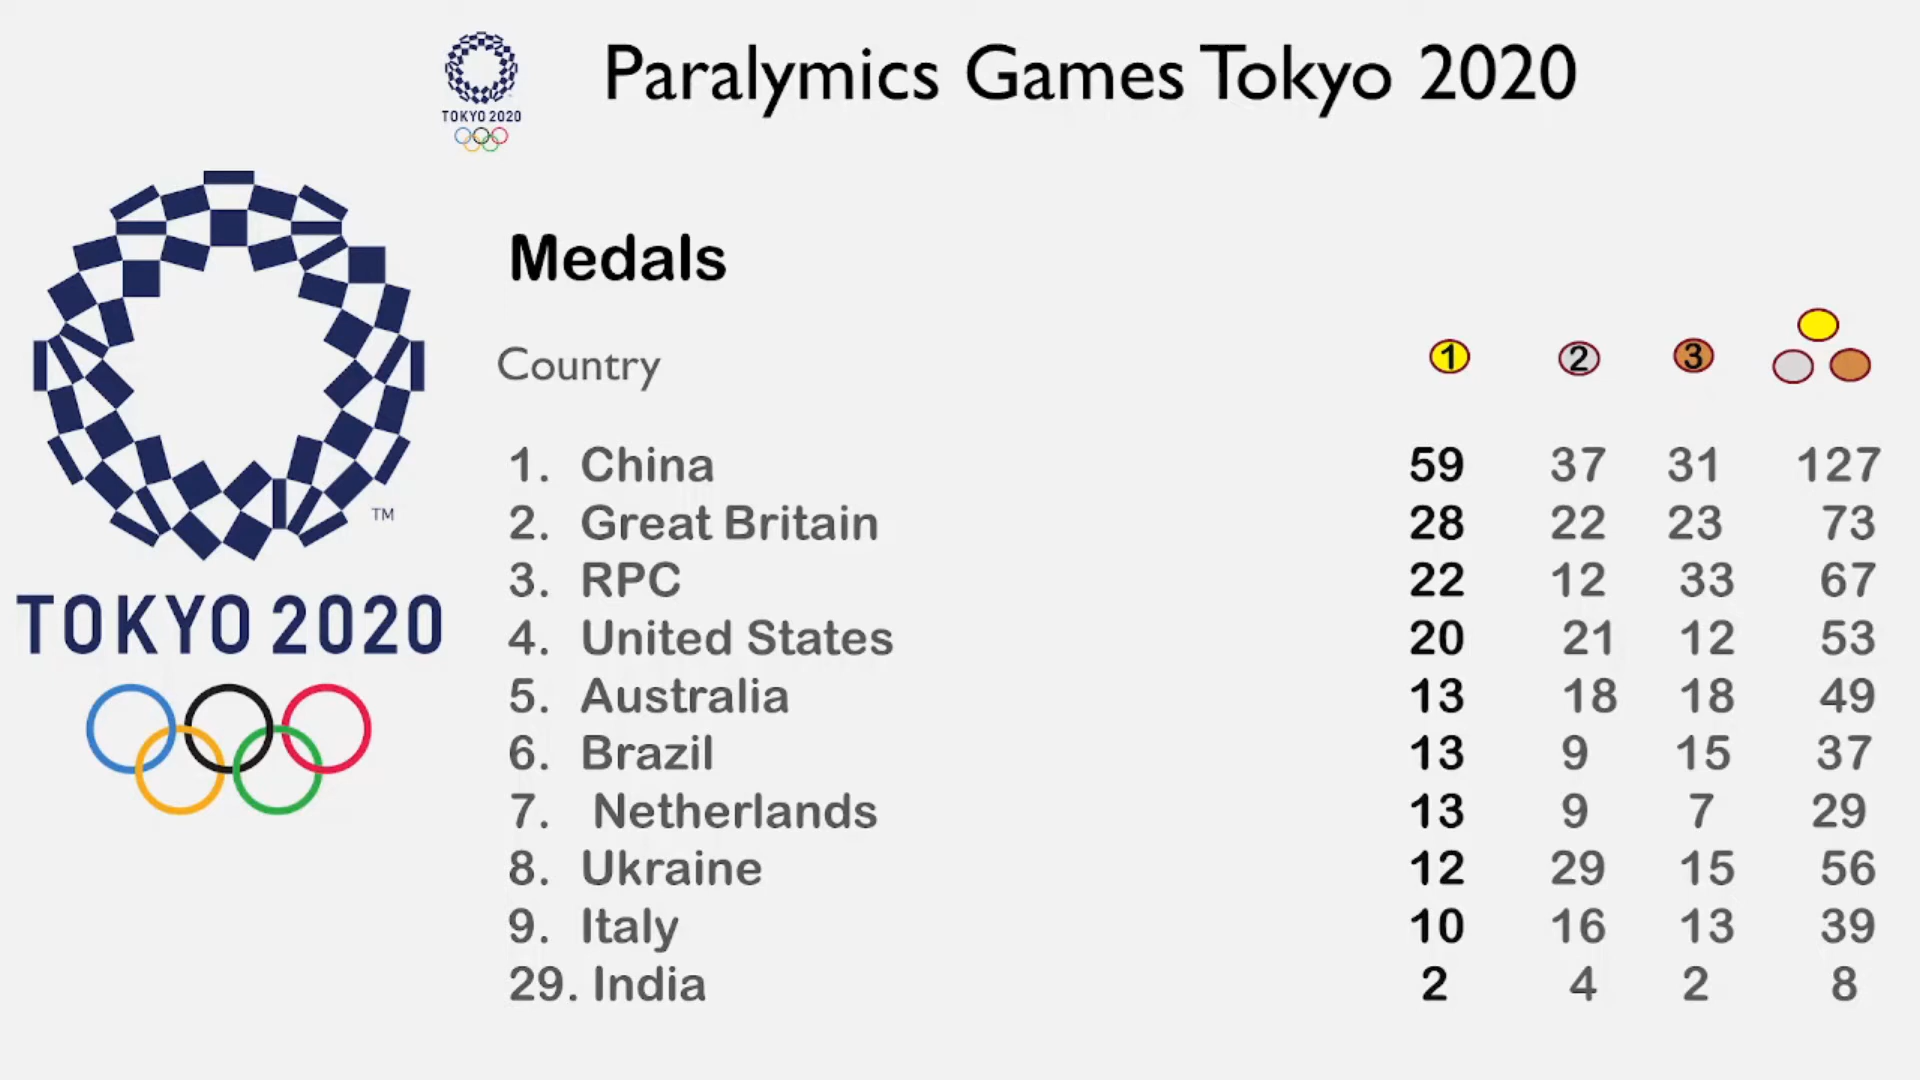 Paralymics Games Tokyo 2020
TOKYO 2020
Medals
Country 1 2 3
1. China 59 37 31 127
2. Great Britain 28 22 23 73
3. RPC 22 12 33 67
4. United States 20 21 12 53
5. Australia 13 18 18 49
6. Brazil 13 9 15 37
7. Netherlands 13 9 7 29
8. Ukraine 12 29 15 56
9. Italy 10 16 13 39
29. India 2 4 2 8
TM
TOKYO 2020